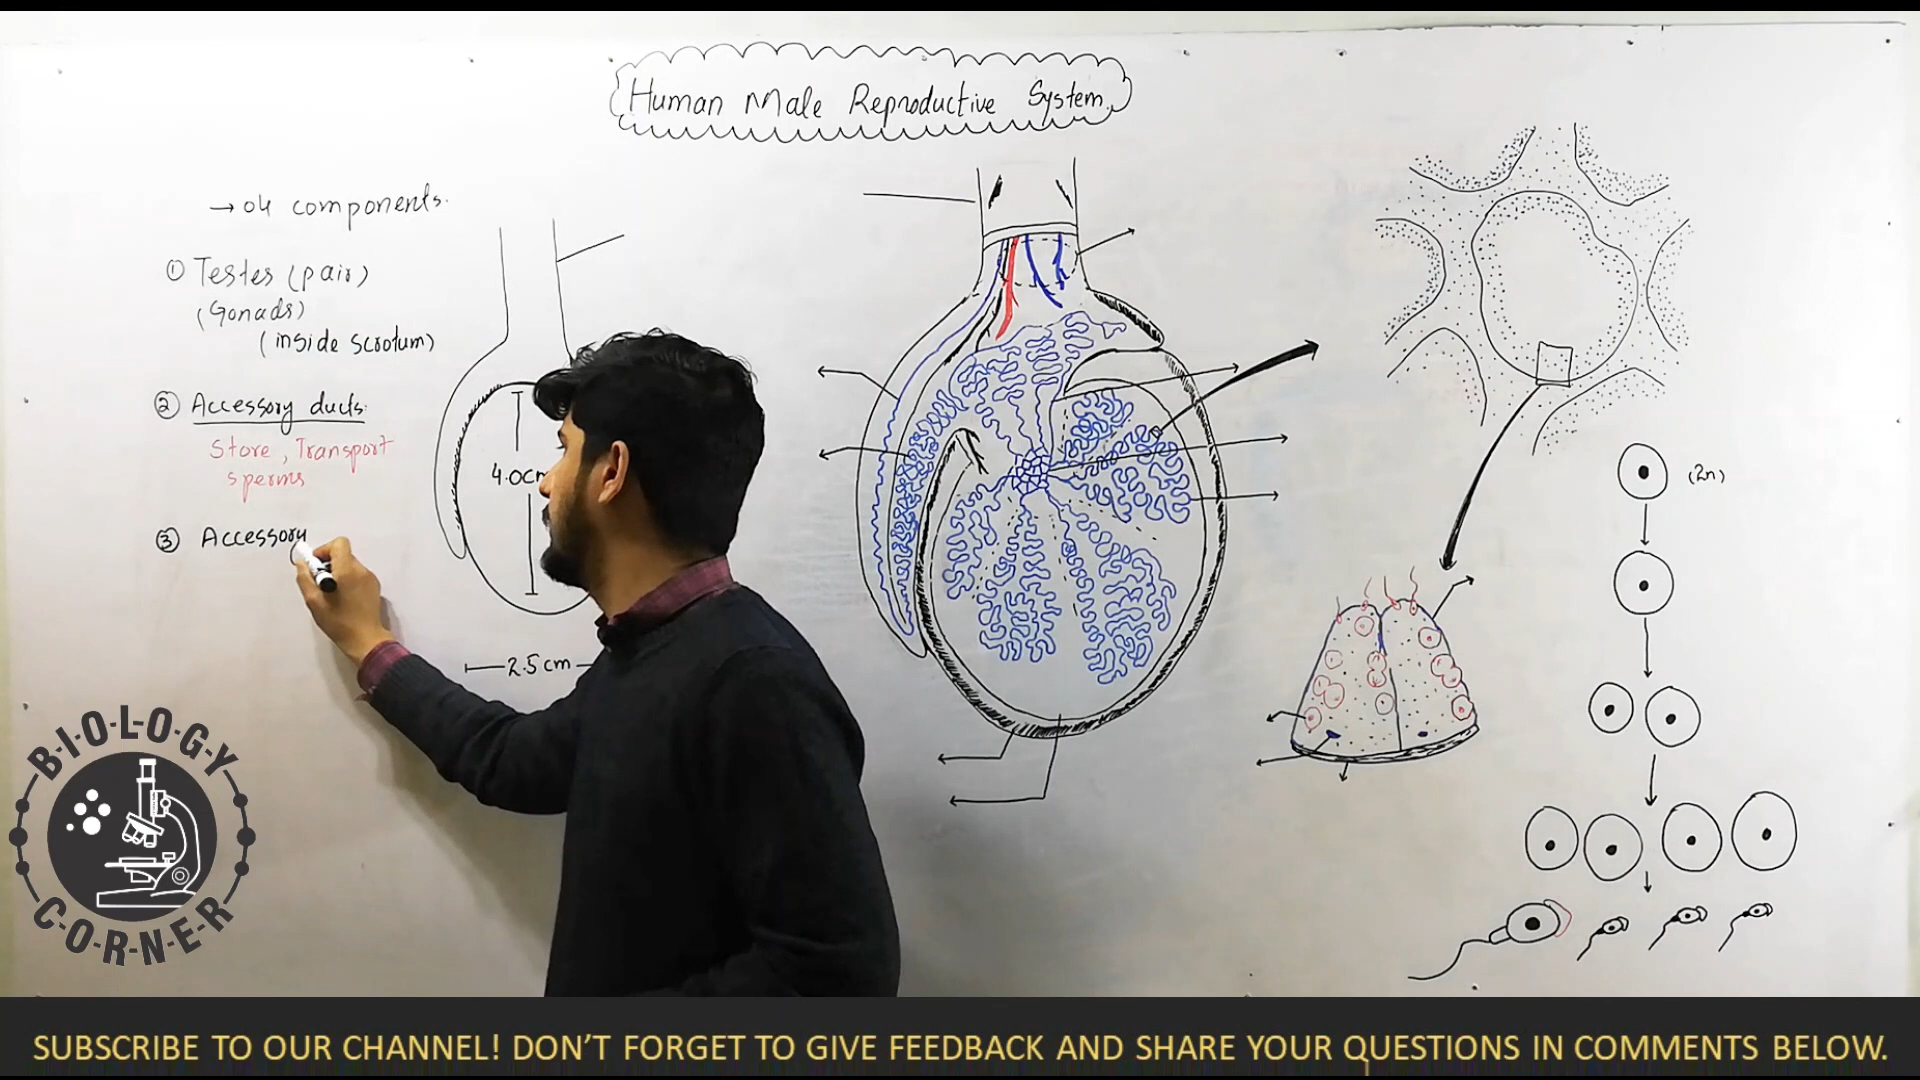 Human Male Reproductive System
→ 04 components.
① Testes (pair)
(Gonads)
(inside scrotum)
② Accessory ducts:
Store, Transport
sperms
③ Accessory
4.0cm
2.5 cm
(2n)
B·I·O·L·O·G·Y
C·O·R·N·E·R
SUBSCRIBE TO OUR CHANNEL! DON’T FORGET TO GIVE FEEDBACK AND SHARE YOUR QUESTIONS IN COMMENTS BELOW.